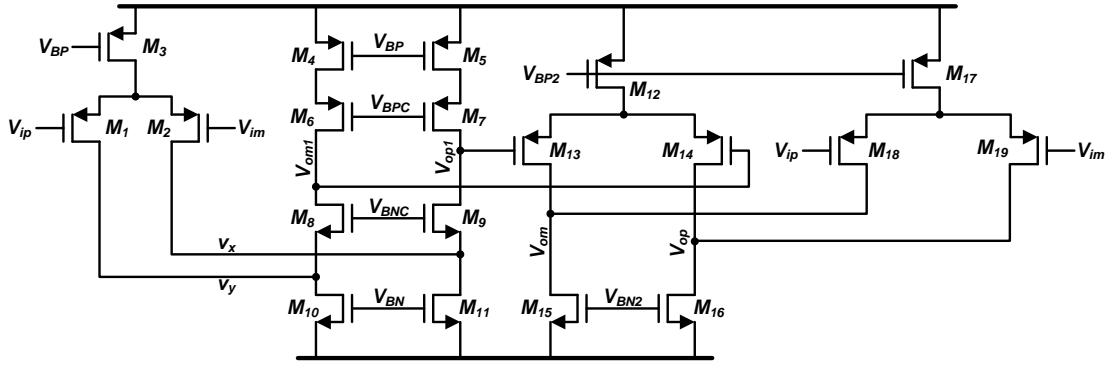 V_BP M_3
V_ip M_1 M_2 V_im
M_4 V_BP M_5
M_6 V_BPC M_7
V_om1 V_op1
M_8 V_BNC M_9
v_x
v_y
M_10 V_BN M_11
V_BP2 M_12 M_17
M_13 M_14 V_ip M_18 M_19 V_im
V_om V_op
M_15 V_BN2 M_16